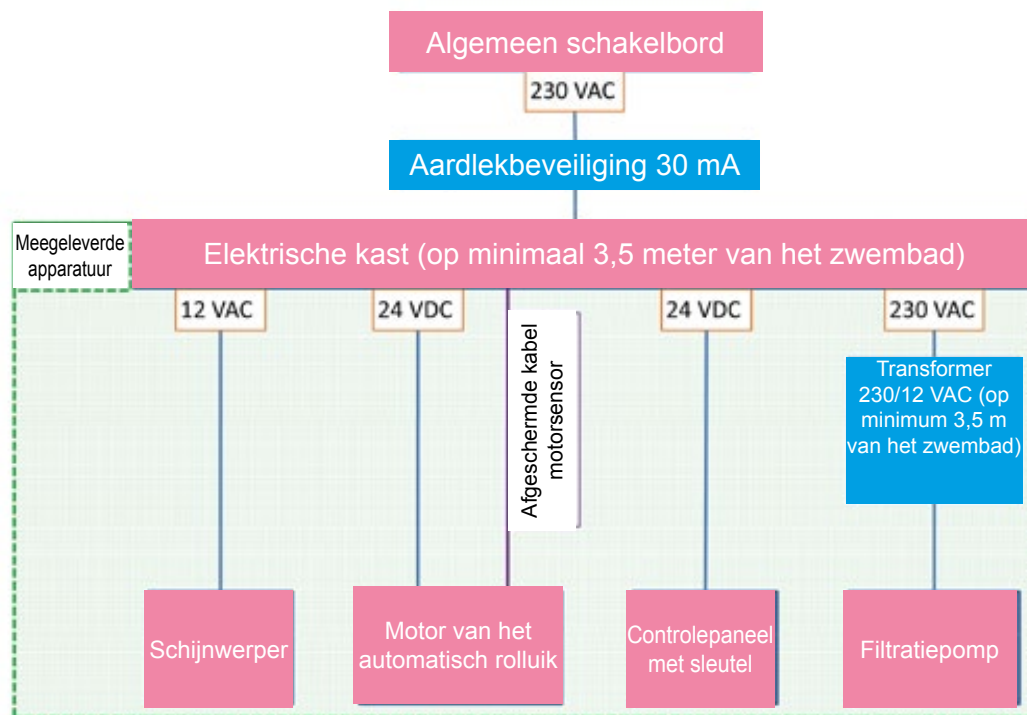 Algemeen schakelbord
230 VAC
Aardlekbeveiliging 30 mA
Meegeleverde
apparatuur
Elektrische kast (op minimaal 3,5 meter van het zwembad)
12 VAC
24 VDC
Afgeschermde kabel
motorsensor
24 VDC
230 VAC
Transformer
230/12 VAC (op
minimum 3,5 m
van het zwembad)
Schijnwerper
Motor van het
automatisch rolluik
Controlepaneel
met sleutel
Filtratiepomp